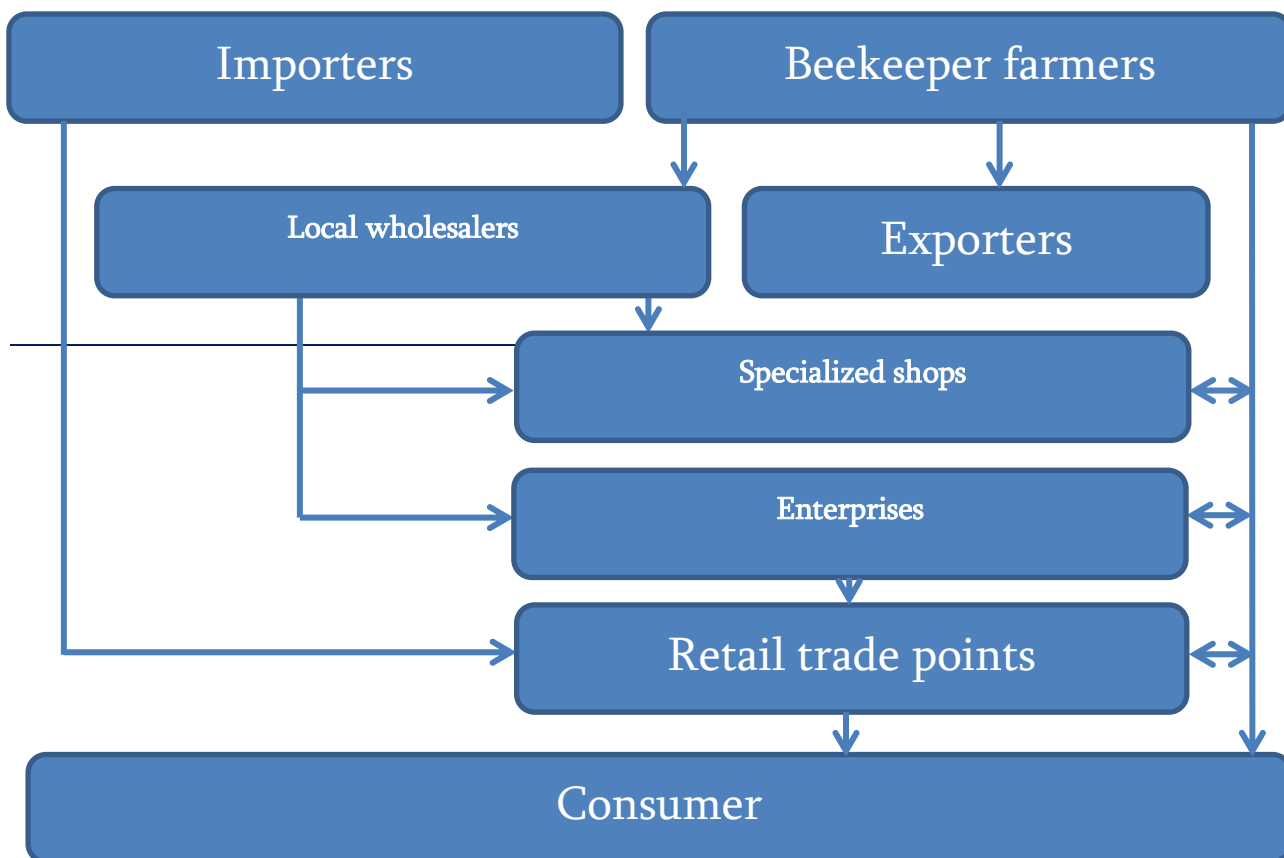 Importers
Beekeeper farmers
Local wholesalers
Exporters
Specialized shops
Enterprises
Retail trade points
Consumer